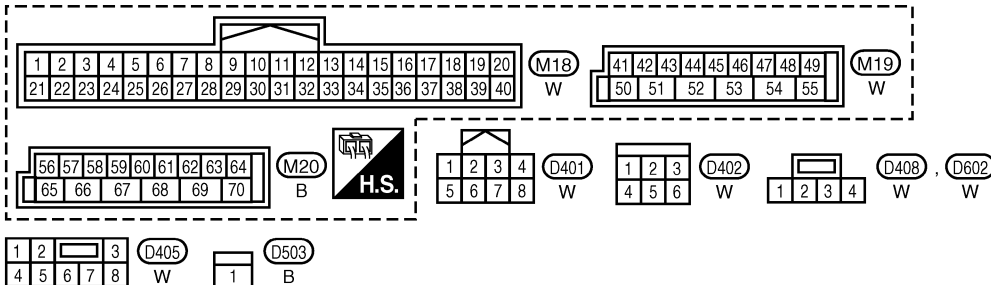 1 2 3 4 5 6 7 8 9 10 11 12 13 14 15 16 17 18 19 20
21 22 23 24 25 26 27 28 29 30 31 32 33 34 35 36 37 38 39 40
M18
W
41 42 43 44 45 46 47 48 49
50 51 52 53 54 55
M19
W
56 57 58 59 60 61 62 63 64
65 66 67 68 69 70
M20
B
H.S.
1 2 3 4
5 6 7 8
D401
W
1 2 3
4 5 6
D402
W
1 2 3 4
D408 , D602
W W
1 2 3
4 5 6 7 8
D405
W
1
D503
B